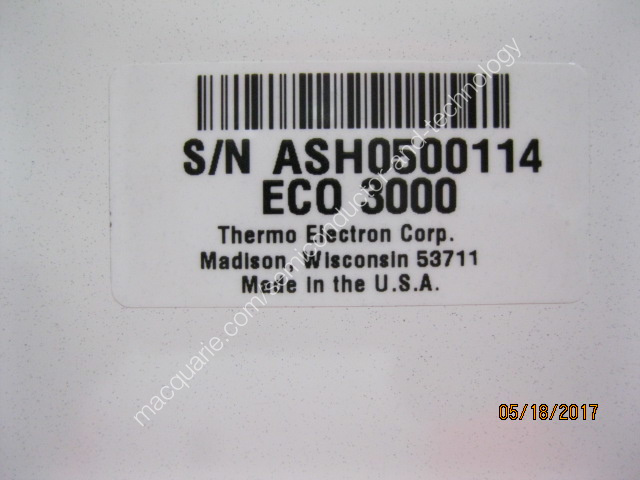 S/N ASH0500114
ECO 3000
Thermo Electron Corp.
Madison, Wisconsin 53711
Made in the U.S.A.
macquarie.com/semiconductor-and-technology
05/18/2017